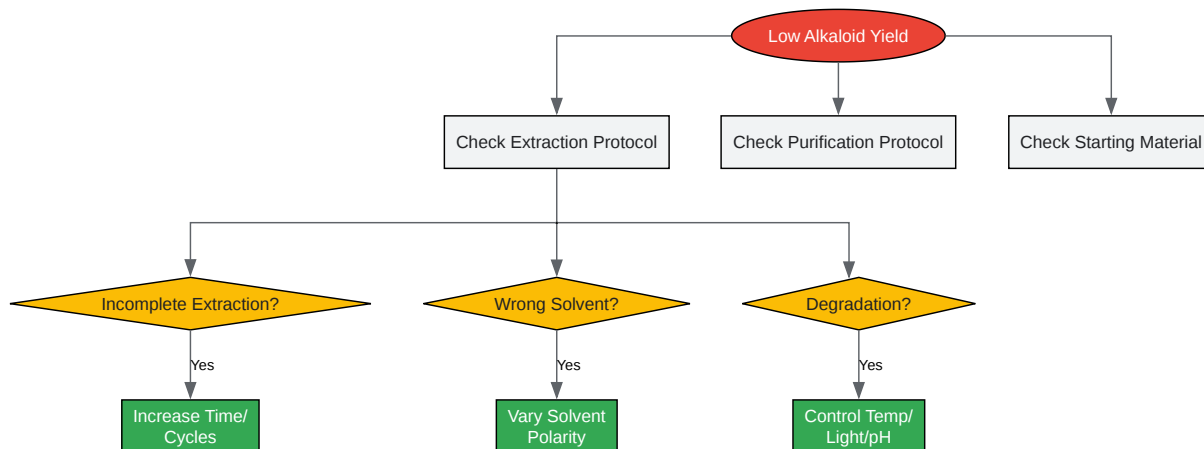 Low Alkaloid Yield
Check Extraction Protocol
Check Purification Protocol
Check Starting Material
Incomplete Extraction?
Wrong Solvent?
Degradation?
Yes
Yes
Yes
Increase Time/
Cycles
Vary Solvent
Polarity
Control Temp/
Light/pH